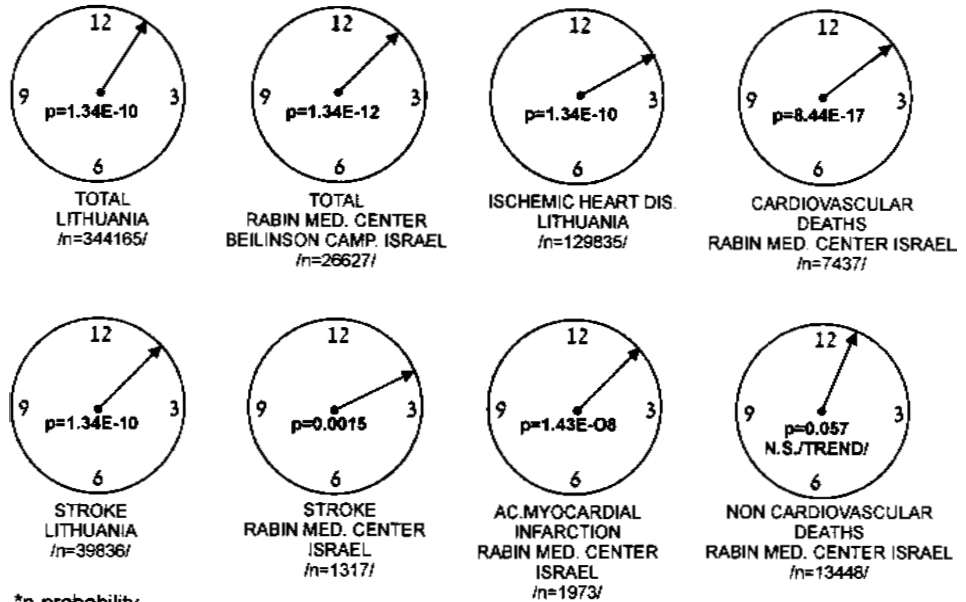 12
9 3
p=1.34E-10
6
TOTAL
LITHUANIA
/n=344165/
12
9 3
p=1.34E-12
6
TOTAL
RABIN MED. CENTER
BEILINSON CAMP. ISRAEL
/n=26627/
12
9 3
p=1.34E-10
6
ISCHEMIC HEART DIS.
LITHUANIA
/n=129835/
12
9 3
p=8.44E-17
6
CARDIOVASCULAR
DEATHS
RABIN MED. CENTER ISRAEL
/n=7437/
12
9 3
p=1.34E-10
6
STROKE
LITHUANIA
/n=39836/
12
9 3
p=0.0015
6
STROKE
RABIN MED. CENTER
ISRAEL
/n=1317/
12
9 3
p=1.43E-O8
6
AC.MYOCARDIAL
INFARCTION
RABIN MED. CENTER
ISRAEL
/n=1973/
12
9 3
p=0.057
N.S./TREND/
6
NON CARDIOVASCULAR
DEATHS
RABIN MED. CENTER ISRAEL
/n=13448/